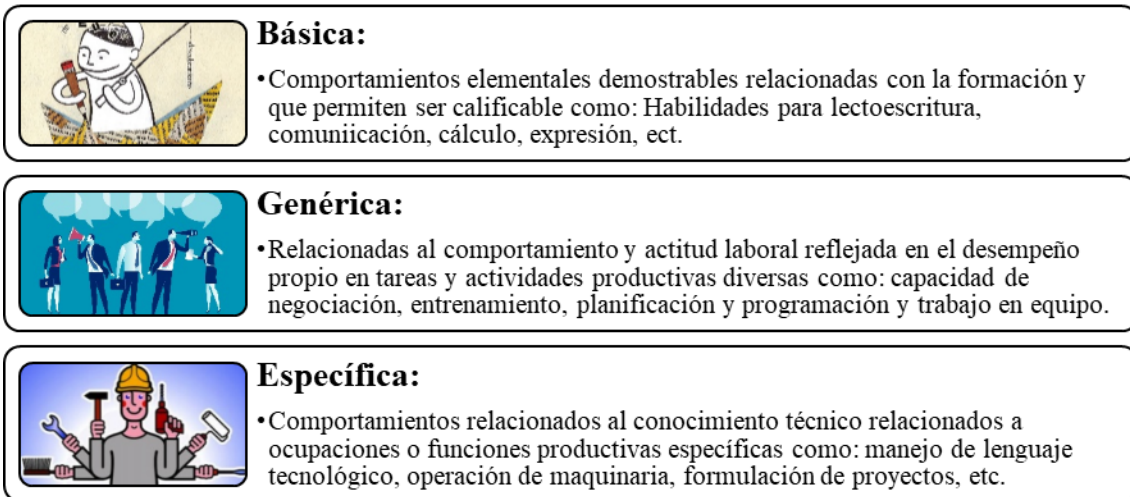 Básica:
•Comportamientos elementales demostrables relacionadas con la formación y
que permiten ser calificable como: Habilidades para lectoescritura,
comuniicación, cálculo, expresión, ect.
Genérica:
•Relacionadas al comportamiento y actitud laboral reflejada en el desempeño
propio en tareas y actividades productivas diversas como: capacidad de
negociación, entrenamiento, planificación y programación y trabajo en equipo.
Específica:
•Comportamientos relacionados al conocimiento técnico relacionados a
ocupaciones o funciones productivas específicas como: manejo de lenguaje
tecnológico, operación de maquinaria, formulación de proyectos, etc.